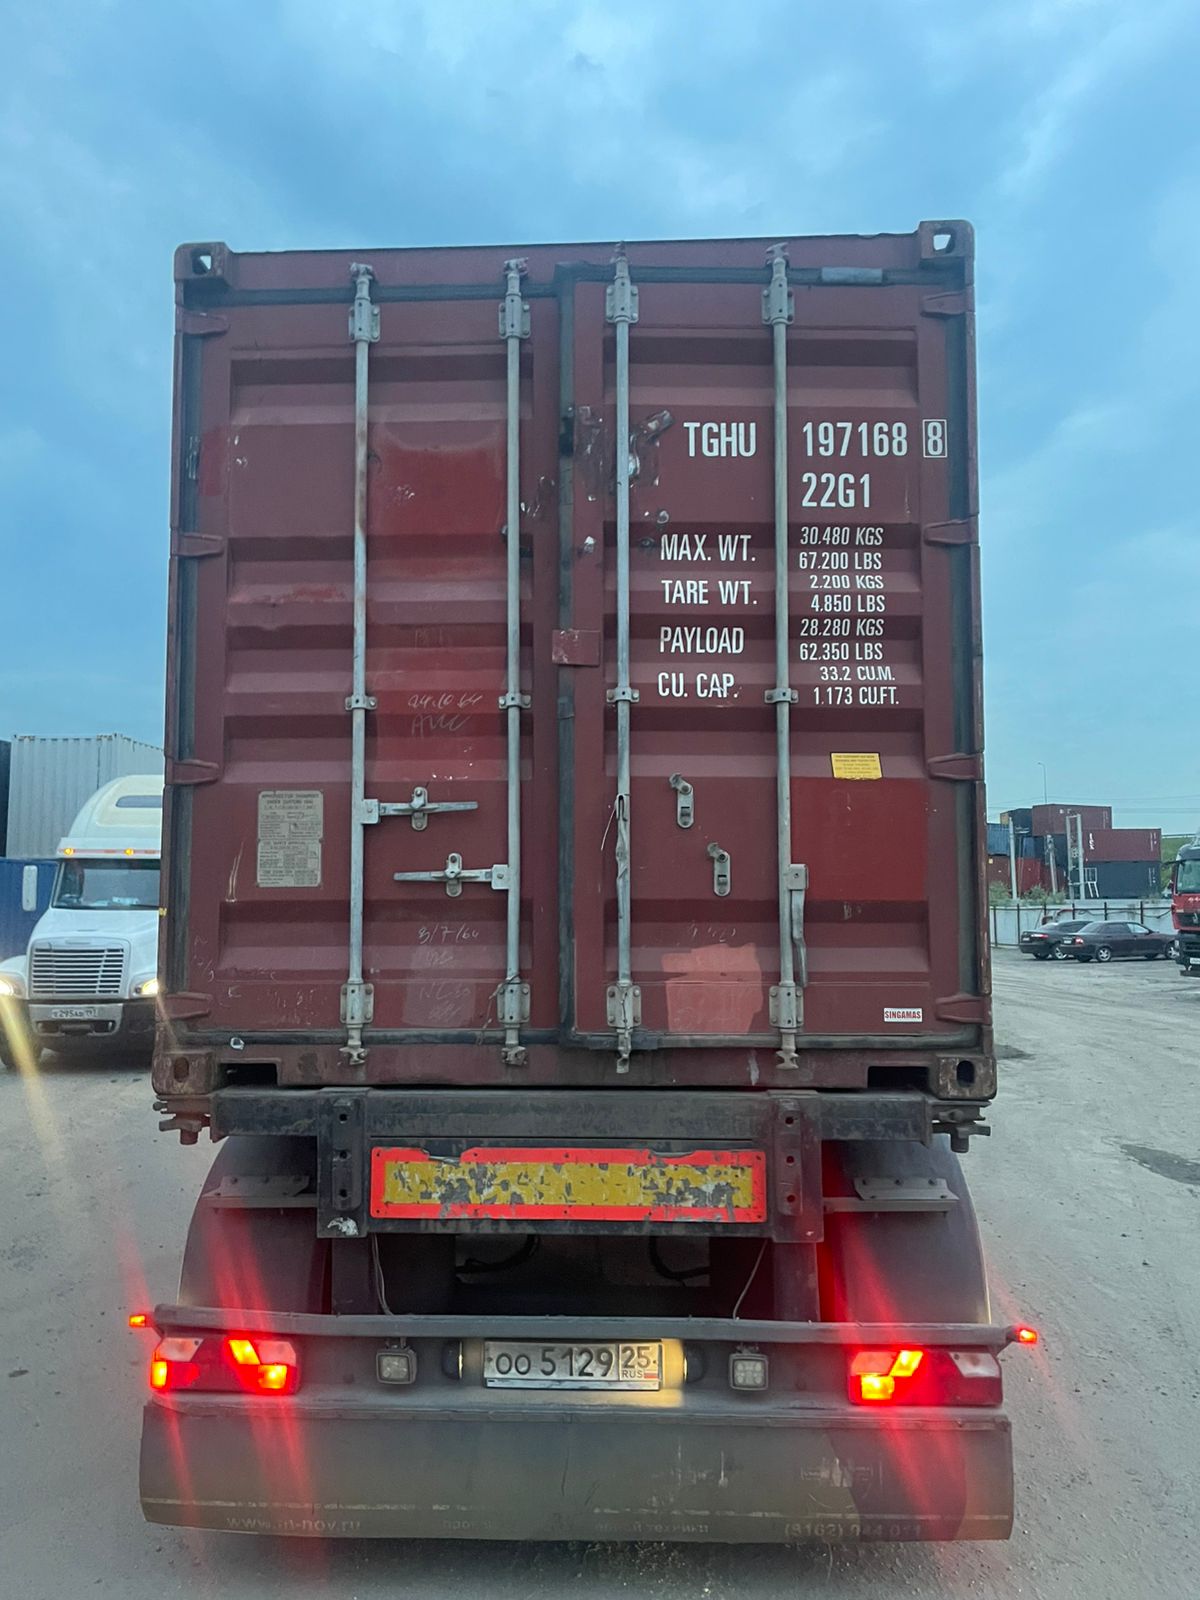 TGHU 197168 8
22G1
MAX. WT. 30.480 KGS
67.200 LBS
TARE WT. 2.200 KGS
4.850 LBS
PAYLOAD 28.280 KGS
62.350 LBS
CU. CAP. 33.2 CU.M.
1.173 CU.FT.
SINGAMAS
ОО 5129 25
RUS